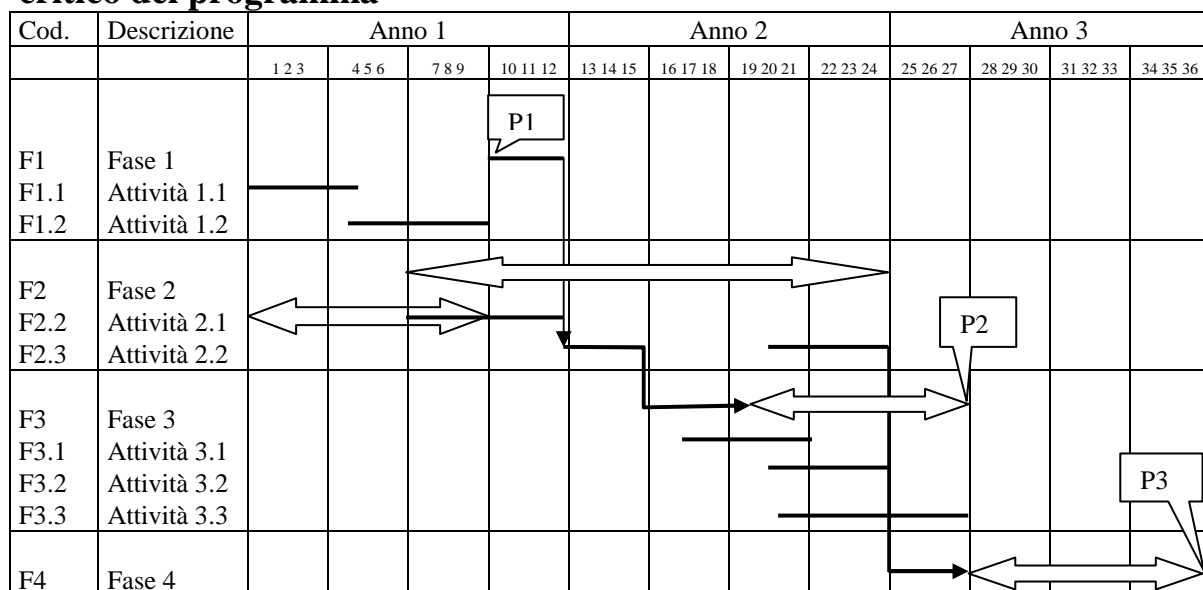 critico del programma
Cod. Descrizione Anno 1 Anno 2 Anno 3
1 2 3 4 5 6 7 8 9 10 11 12 13 14 15 16 17 18 19 20 21 22 23 24 25 26 27 28 29 30 31 32 33 34 35 36
P1
F1 Fase 1
F1.1 Attività 1.1
F1.2 Attività 1.2
F2 Fase 2
F2.2 Attività 2.1
P2
F2.3 Attività 2.2
F3 Fase 3
F3.1 Attività 3.1
F3.2 Attività 3.2
P3
F3.3 Attività 3.3
F4 Fase 4